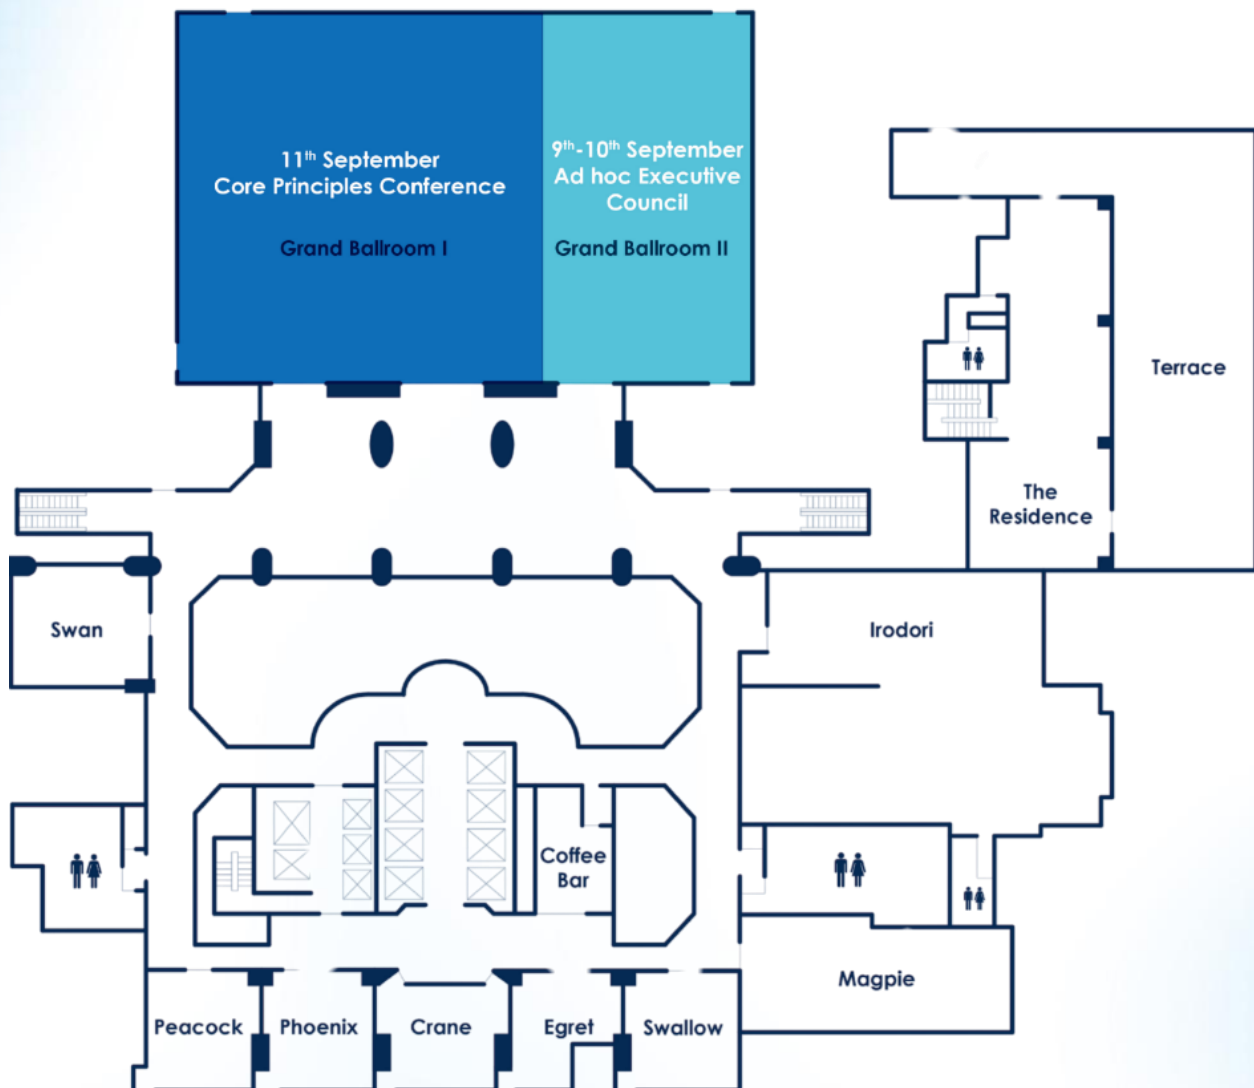 11th September
Core Principles Conference
Grand Ballroom I
9th-10th September
Ad hoc Executive
Council
Grand Ballroom II
Terrace
The
Residence
Swan
Irodori
Coffee
Bar
Magpie
Peacock
Phoenix
Crane
Egret
Swallow